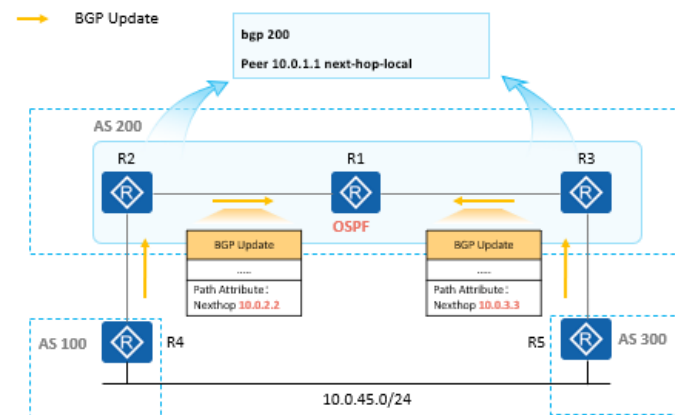 BGP Update
bgp 200
Peer 10.0.1.1 next-hop-local
AS 200
R2
R1
R3
R
R
R
OSPF
BGP Update
.....
Path Attribute：
Nexthop 10.0.2.2
BGP Update
.....
Path Attribute：
Nexthop 10.0.3.3
AS 100
R
R4
R5
R
AS 300
10.0.45.0/24